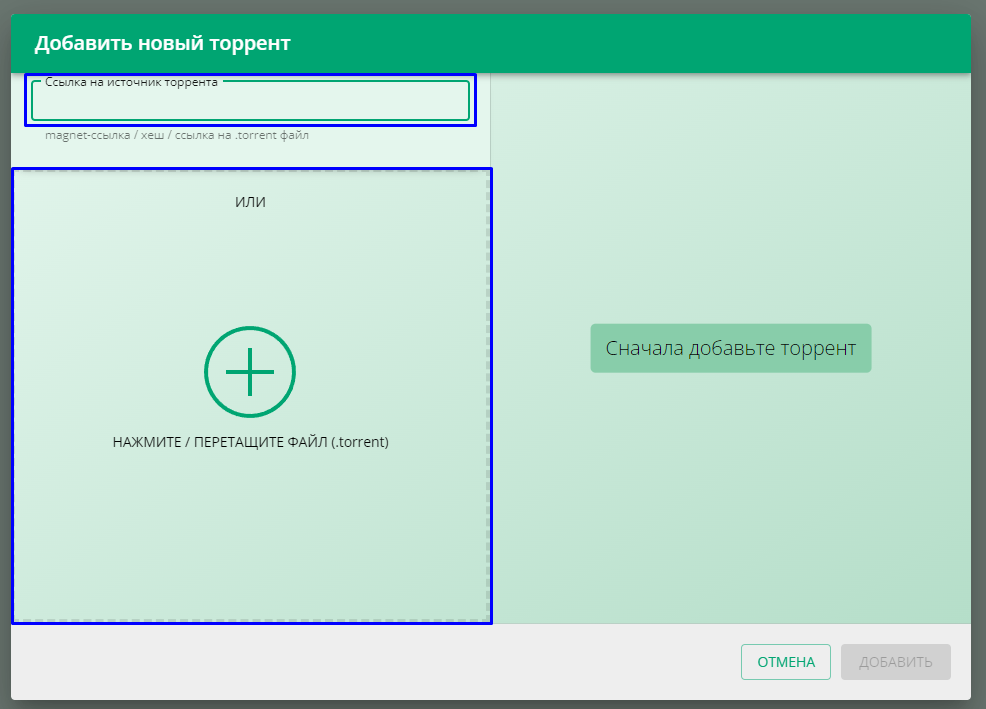 Добавить новый торрент
Ссылка на источник торрента
magnet-ссылка / хеш / ссылка на .torrent файл
ИЛИ
НАЖМИТЕ / ПЕРЕТАЩИТЕ ФАЙЛ (.torrent)
Сначала добавьте торрент
ОТМЕНА
ДОБАВИТЬ